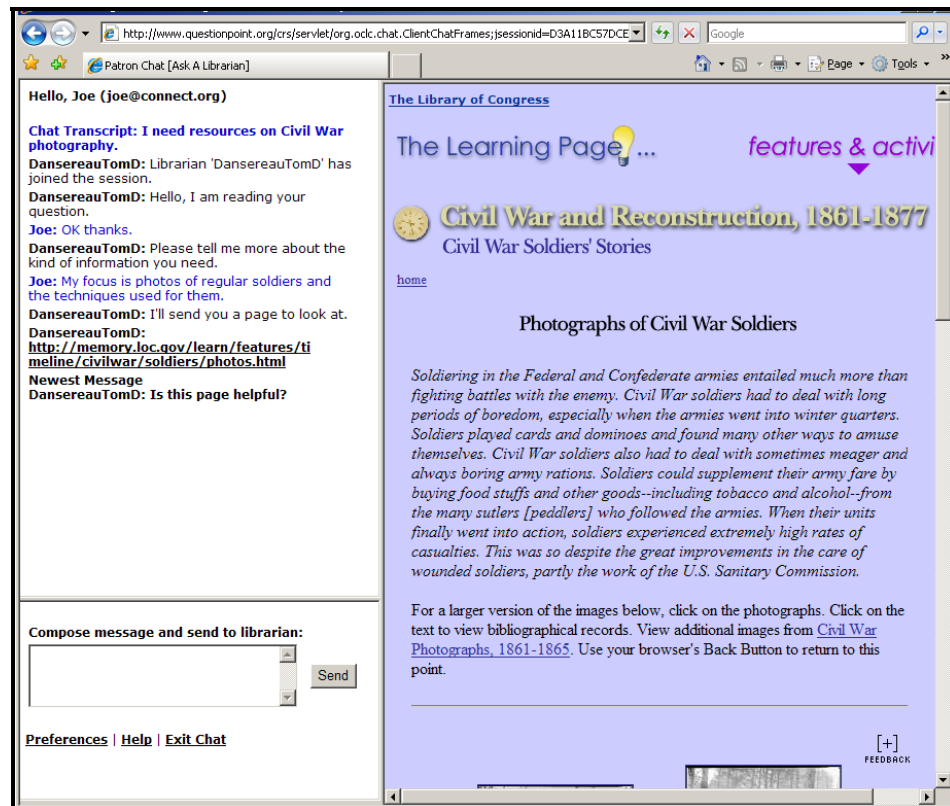 http://www.questionpoint.org/crs/servlet/org.oclc.chat.ClientChatFrames;jsessionid=D3A11BC57DCE
Google
Patron Chat [Ask A Librarian]
Page
Tools
»
Hello, Joe (joe@connect.org)
Chat Transcript: I need resources on Civil War
photography.
DansereauTomD: Librarian 'DansereauTomD' has
joined the session.
DansereauTomD: Hello, I am reading your
question.
Joe: OK thanks.
DansereauTomD: Please tell me more about the
kind of information you need.
Joe: My focus is photos of regular soldiers and
the techniques used for them.
DansereauTomD: I'll send you a page to look at.
DansereauTomD:
http://memory.loc.gov/learn/features/ti
meline/civilwar/soldiers/photos.html
Newest Message
DansereauTomD: Is this page helpful?
Compose message and send to librarian:
Send
Preferences | Help | Exit Chat
The Library of Congress
The Learning Page...
features & activi
Civil War and Reconstruction, 1861-1877
Civil War Soldiers' Stories
home
Photographs of Civil War Soldiers
Soldiering in the Federal and Confederate armies entailed much more than
fighting battles with the enemy. Civil War soldiers had to deal with long
periods of boredom, especially when the armies went into winter quarters.
Soldiers played cards and dominoes and found many other ways to amuse
themselves. Civil War soldiers also had to deal with sometimes meager and
always boring army rations. Soldiers could supplement their army fare by
buying food stuffs and other goods--including tobacco and alcohol--from
the many sutlers [peddlers] who followed the armies. When their units
finally went into action, soldiers experienced extremely high rates of
casualties. This was so despite the great improvements in the care of
wounded soldiers, partly the work of the U.S. Sanitary Commission.
For a larger version of the images below, click on the photographs. Click on the
text to view bibliographical records. View additional images from Civil War
Photographs, 1861-1865. Use your browser's Back Button to return to this
point.
[+]
FEEDBACK